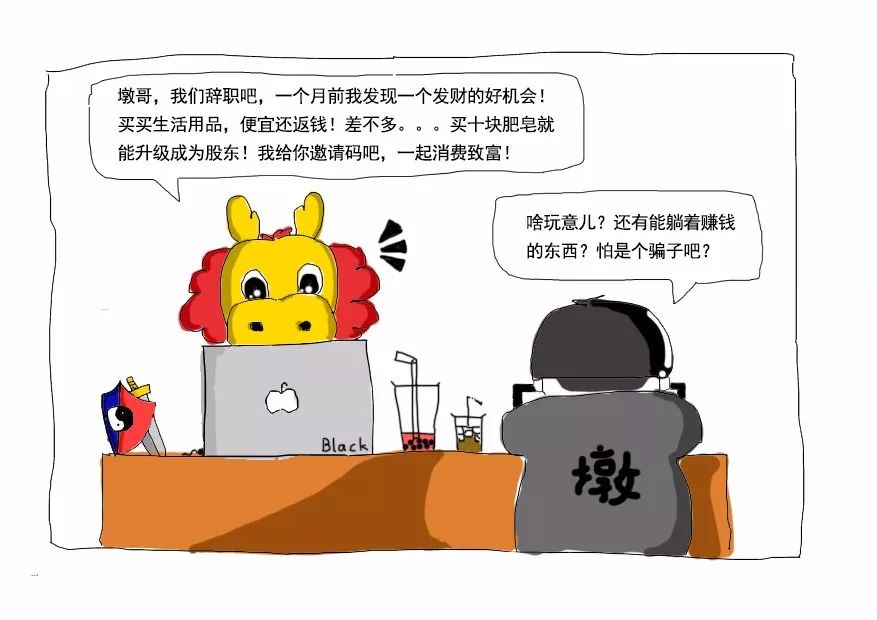 墩哥，我们辞职吧，一个月前我发现一个发财的好机会！
买买生活用品，便宜还返钱！差不多。。。买十块肥皂就
能升级成为股东！我给你邀请码吧，一起消费致富！
啥玩意儿？还有能躺着赚钱
的东西？怕是个骗子吧？
Black
墩